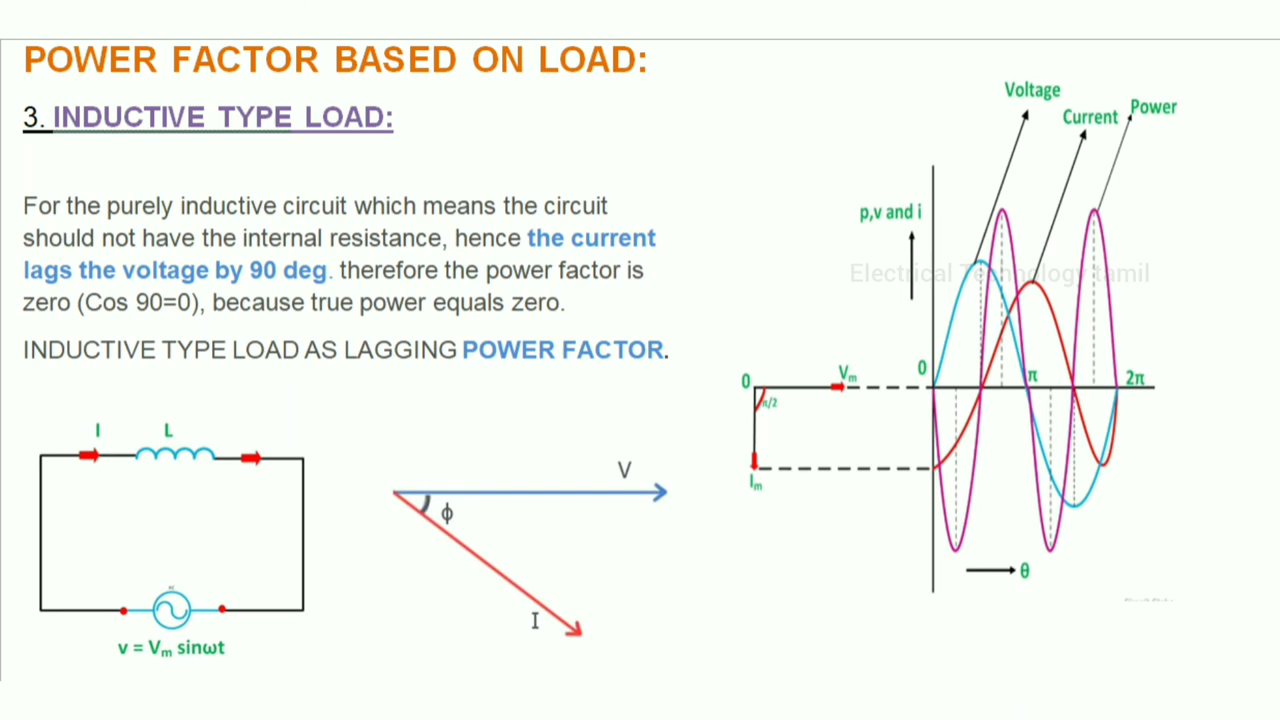 POWER FACTOR BASED ON LOAD:
3. INDUCTIVE TYPE LOAD:
For the purely inductive circuit which means the circuit
should not have the internal resistance, hence the current
lags the voltage by 90 deg. therefore the power factor is
zero (Cos 90=0), because true power equals zero.
INDUCTIVE TYPE LOAD AS LAGGING POWER FACTOR.
I
L
v = Vm sinωt
V
ϕ
I
Voltage
Current
Power
p,v and i
Electrical Technology tamil
0
Vm
0
π
2π
π/2
Im
θ